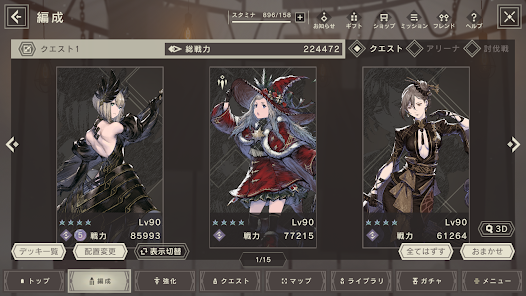 編成
スタミナ 896/158
お知らせ ギフト ショップ ミッション フレンド ヘルプ
クエスト1
総戦力 224472
クエスト アリーナ 討伐戦
Lv90 Lv90 Lv90
5 戦力 85993 戦力 77215 戦力 61264
3D
デッキ一覧 配置変更 表示切替 1/15 全てはずす おまかせ
トップ 編成 強化 クエスト マップ ライブラリ ガチャ メニュー